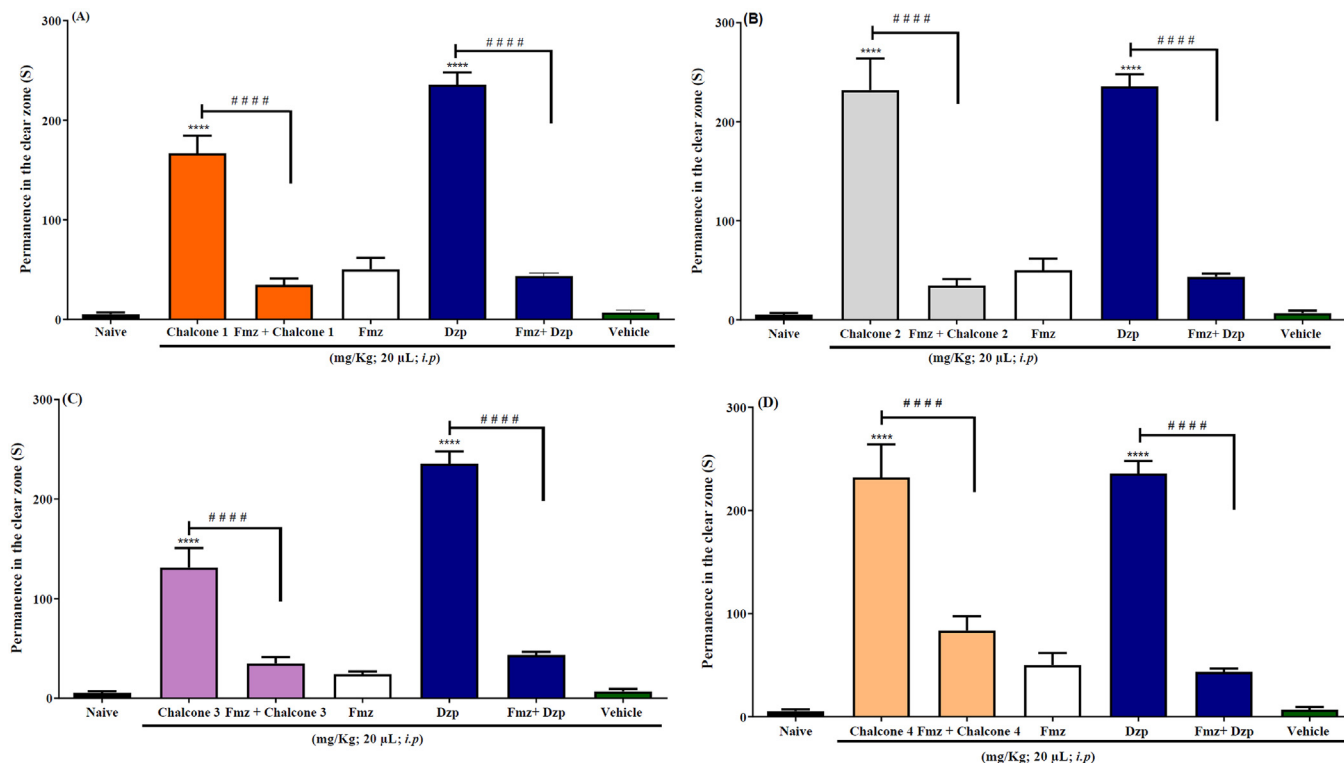 (A)
Permanence in the clear zone (S)
300
200
100
0
****
# # # #
****
# # # #
Naive Chalcone 1 Fmz + Chalcone 1 Fmz Dzp Fmz+ Dzp Vehicle
(mg/Kg; 20 µL; i.p)
(B)
Permanence in the clear zone (S)
300
200
100
0
****
# # # #
****
# # # #
Naive Chalcone 2 Fmz + Chalcone 2 Fmz Dzp Fmz+ Dzp Vehicle
(mg/Kg; 20 µL; i.p)
(C)
Permanence in the clear zone (S)
300
200
100
0
****
# # # #
****
# # # #
Naive Chalcone 3 Fmz + Chalcone 3 Fmz Dzp Fmz+ Dzp Vehicle
(mg/Kg; 20 µL; i.p)
(D)
Permanence in the clear zone (S)
300
200
100
0
****
# # # #
****
# # # #
Naive Chalcone 4 Fmz + Chalcone 4 Fmz Dzp Fmz+ Dzp Vehicle
(mg/Kg; 20 µL; i.p)